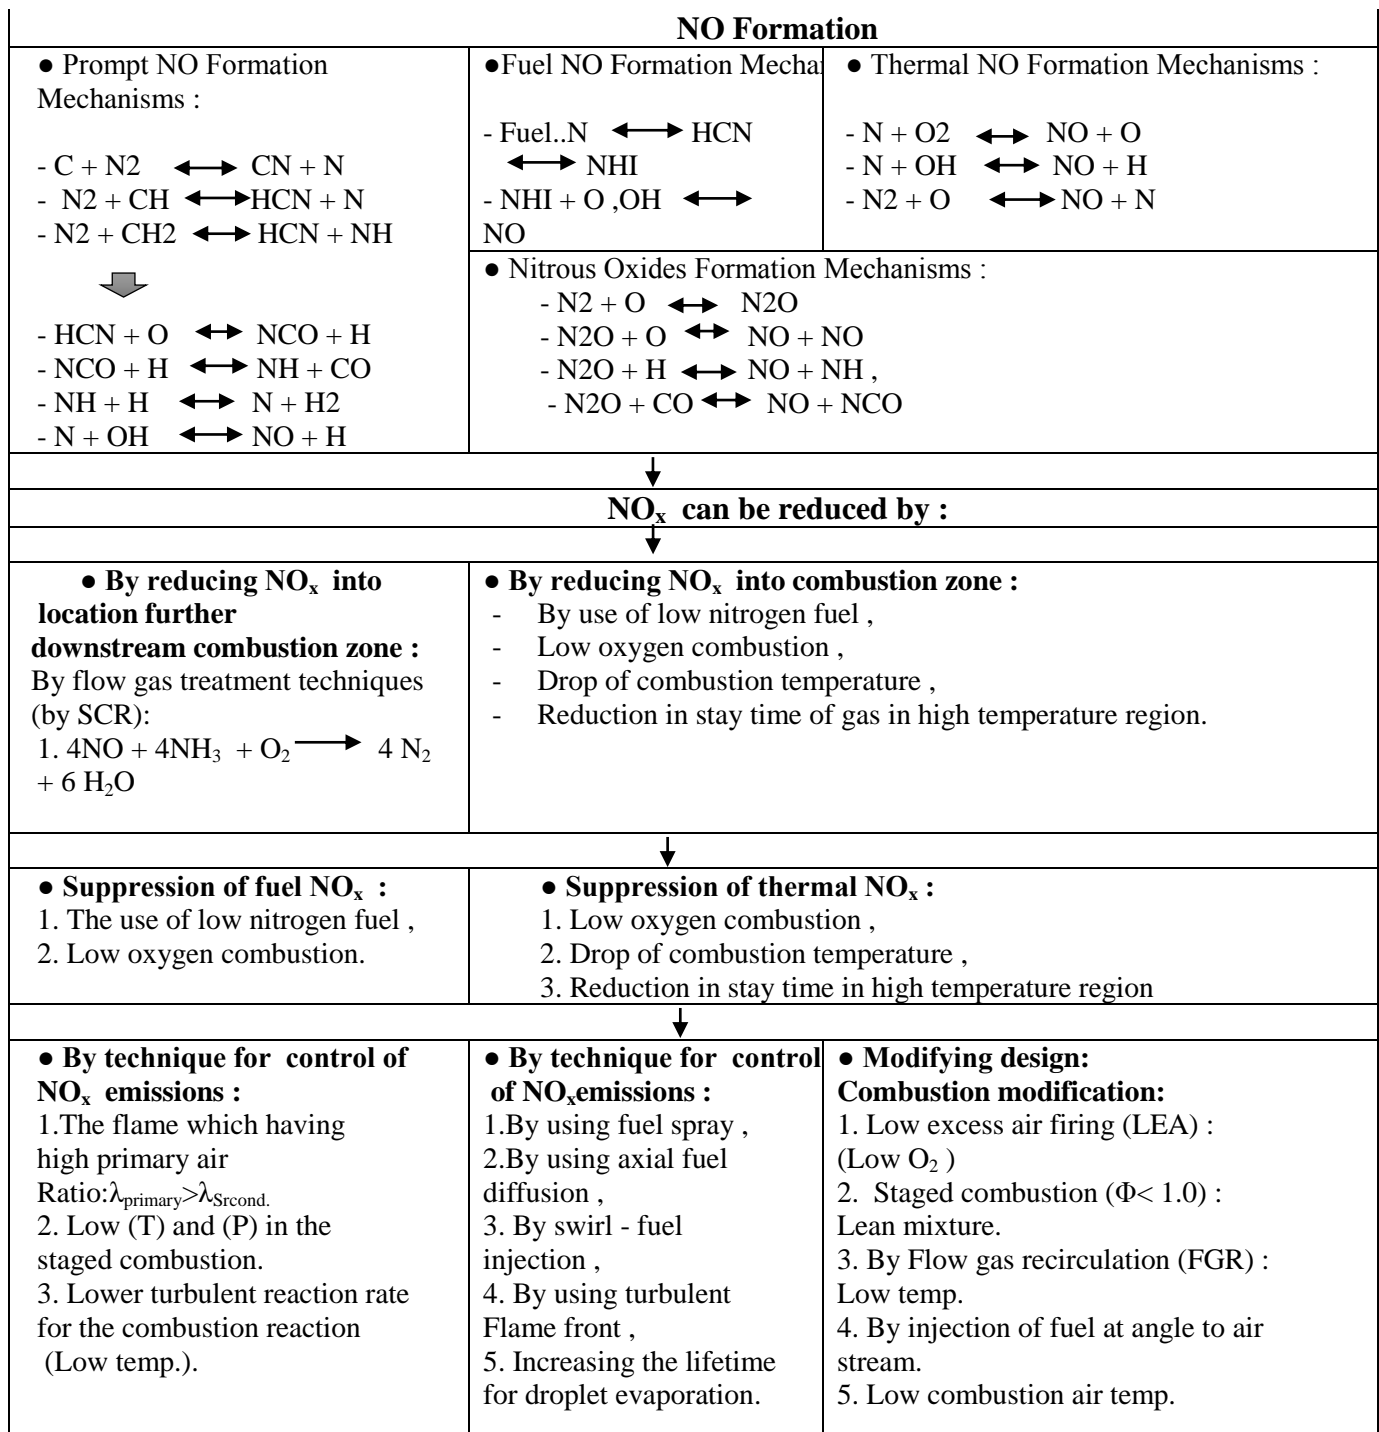 NO Formation
● Prompt NO Formation
Mechanisms :
- C + N2 ⟷ CN + N
- N2 + CH ⟷ HCN + N
- N2 + CH2 ⟷ HCN + NH
- HCN + O ⟷ NCO + H
- NCO + H ⟷ NH + CO
- NH + H ⟷ N + H2
- N + OH ⟷ NO + H
●Fuel NO Formation Mecha
- Fuel..N ⟷ HCN
⟷ NHI
- NHI + O ,OH ⟷
NO
● Thermal NO Formation Mechanisms :
- N + O2 ⟷ NO + O
- N + OH ⟷ NO + H
- N2 + O ⟷ NO + N
● Nitrous Oxides Formation Mechanisms :
- N2 + O ⟷ N2O
- N2O + O ⟷ NO + NO
- N2O + H ⟷ NO + NH ,
- N2O + CO ⟷ NO + NCO
NOₓ can be reduced by :
● By reducing NOₓ into
location further
downstream combustion zone :
By flow gas treatment techniques
(by SCR):
1. 4NO + 4NH₃ + O₂ ⟶ 4 N₂
+ 6 H₂O
● By reducing NOₓ into combustion zone :
- By use of low nitrogen fuel ,
- Low oxygen combustion ,
- Drop of combustion temperature ,
- Reduction in stay time of gas in high temperature region.
● Suppression of fuel NOₓ :
1. The use of low nitrogen fuel ,
2. Low oxygen combustion.
● Suppression of thermal NOₓ :
1. Low oxygen combustion ,
2. Drop of combustion temperature ,
3. Reduction in stay time in high temperature region
● By technique for control of
NOₓ emissions :
1.The flame which having
high primary air
Ratio:λprimary>λSrcond.
2. Low (T) and (P) in the
staged combustion.
3. Lower turbulent reaction rate
for the combustion reaction
(Low temp.).
● By technique for control
of NOₓemissions :
1.By using fuel spray ,
2.By using axial fuel
diffusion ,
3. By swirl - fuel
injection ,
4. By using turbulent
Flame front ,
5. Increasing the lifetime
for droplet evaporation.
● Modifying design:
Combustion modification:
1. Low excess air firing (LEA) :
(Low O₂ )
2. Staged combustion (Φ< 1.0) :
Lean mixture.
3. By Flow gas recirculation (FGR) :
Low temp.
4. By injection of fuel at angle to air
stream.
5. Low combustion air temp.